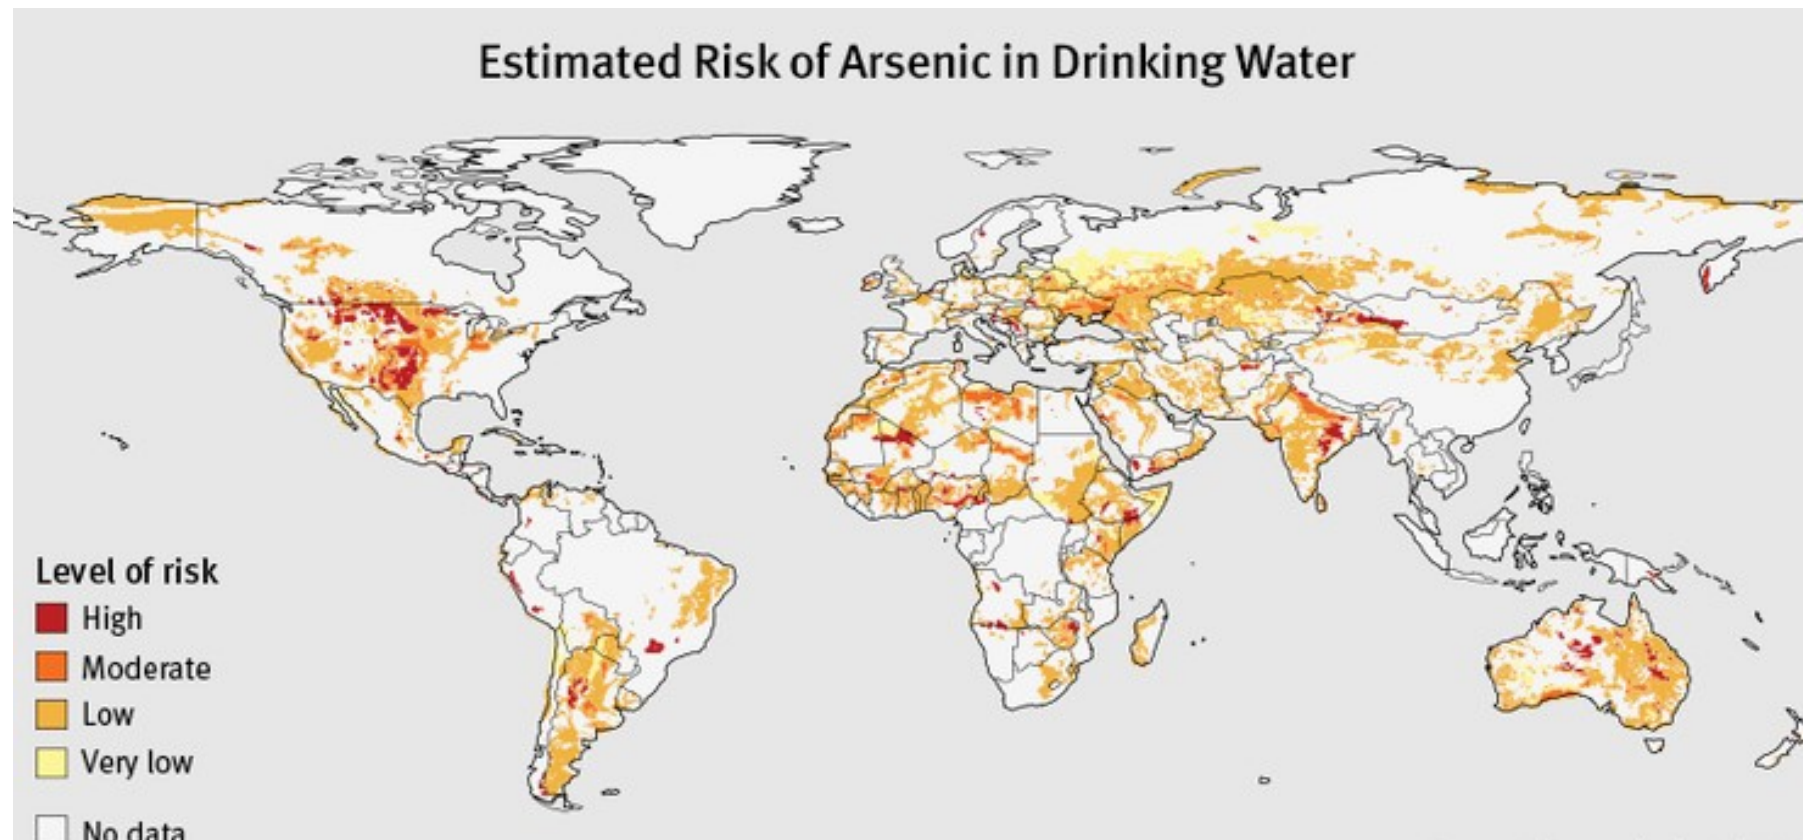 Estimated Risk of Arsenic in Drinking Water
Level of risk
High
Moderate
Low
Very low
No data